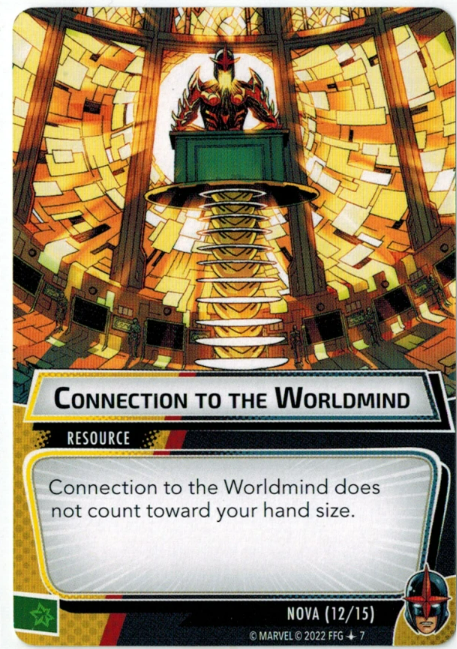 CONNECTION TO THE WORLDMIND
RESOURCE
Connection to the Worldmind does
not count toward your hand size.
NOVA (12/15)
© MARVEL © 2022 FFG 7